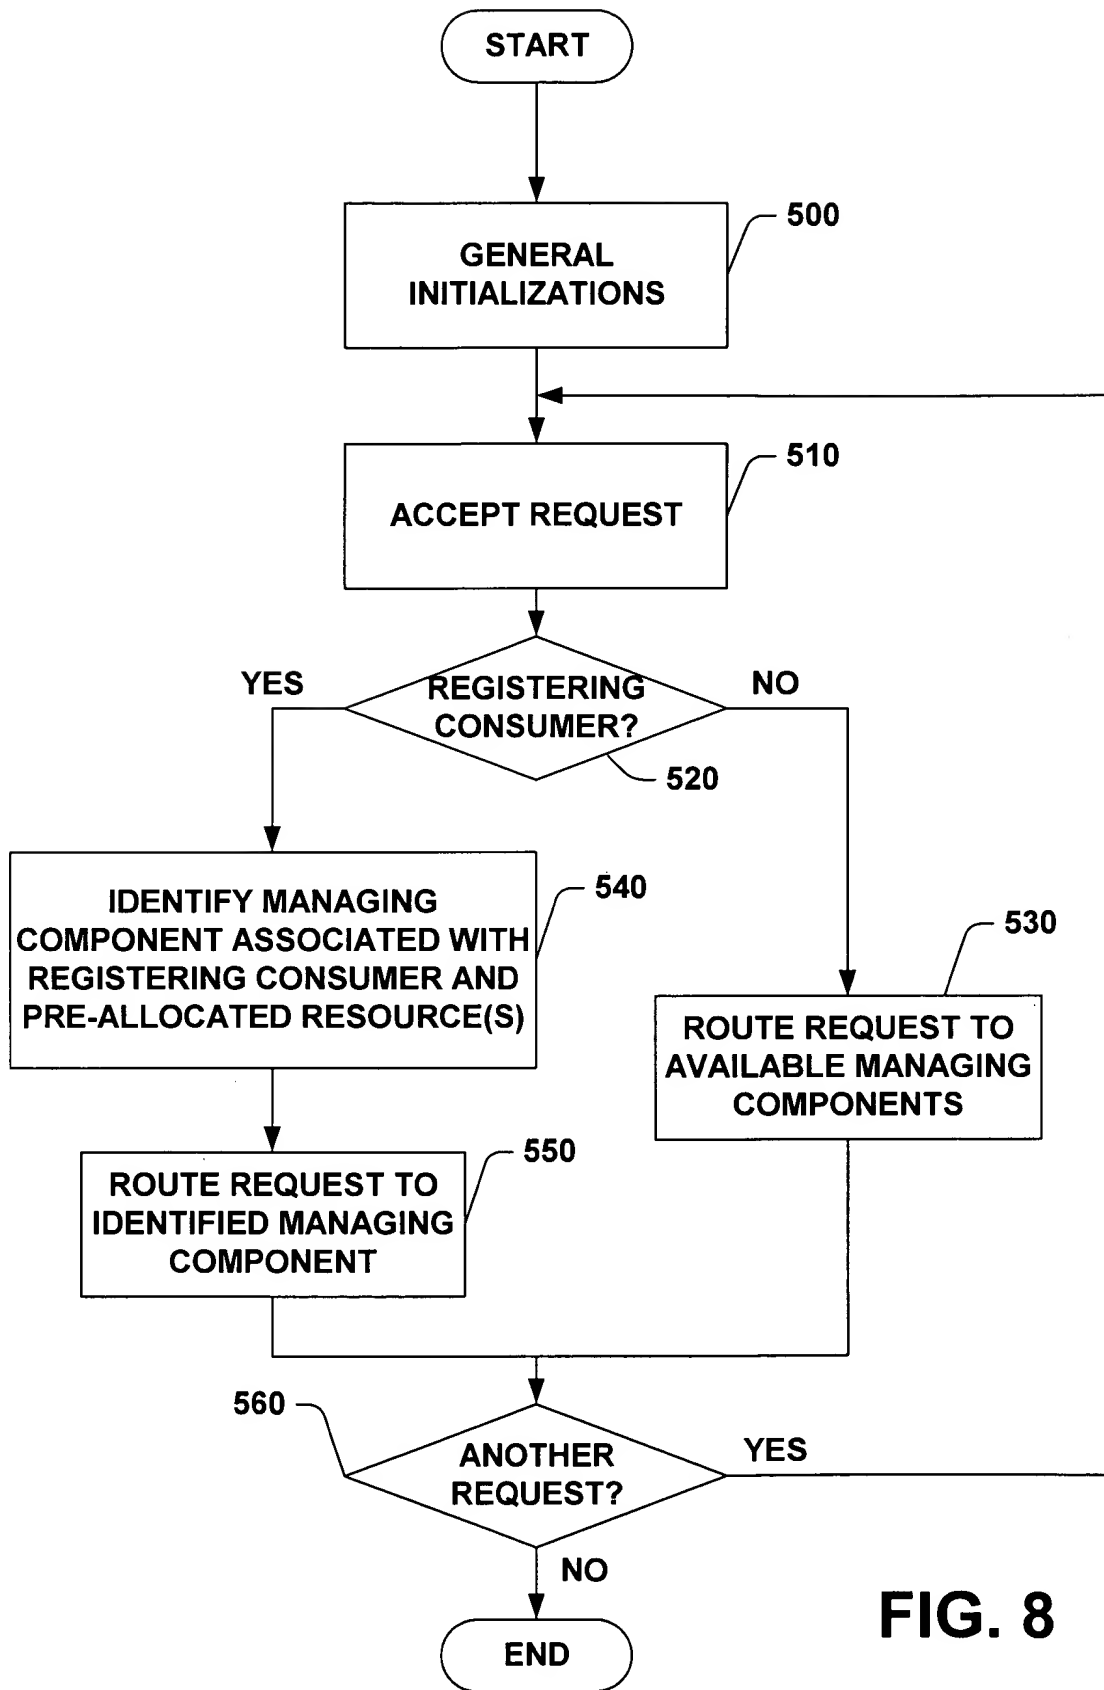 START
500
GENERAL
INITIALIZATIONS
510
ACCEPT REQUEST
YES
REGISTERING
CONSUMER?
NO
520
540
IDENTIFY MANAGING
COMPONENT ASSOCIATED WITH
REGISTERING CONSUMER AND
PRE-ALLOCATED RESOURCE(S)
530
ROUTE REQUEST TO
AVAILABLE MANAGING
COMPONENTS
550
ROUTE REQUEST TO
IDENTIFIED MANAGING
COMPONENT
560
ANOTHER
REQUEST?
YES
NO
END
FIG. 8